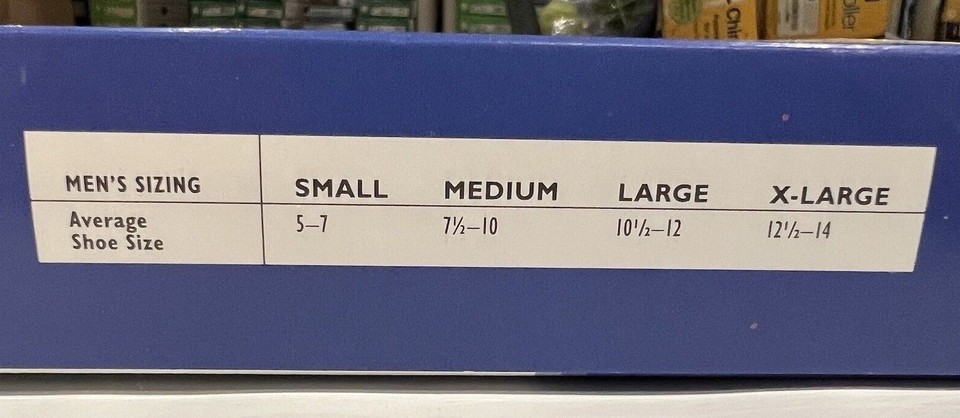 MEN'S SIZING SMALL MEDIUM LARGE X-LARGE
Average Shoe Size 5–7 7½–10 10½–12 12½–14